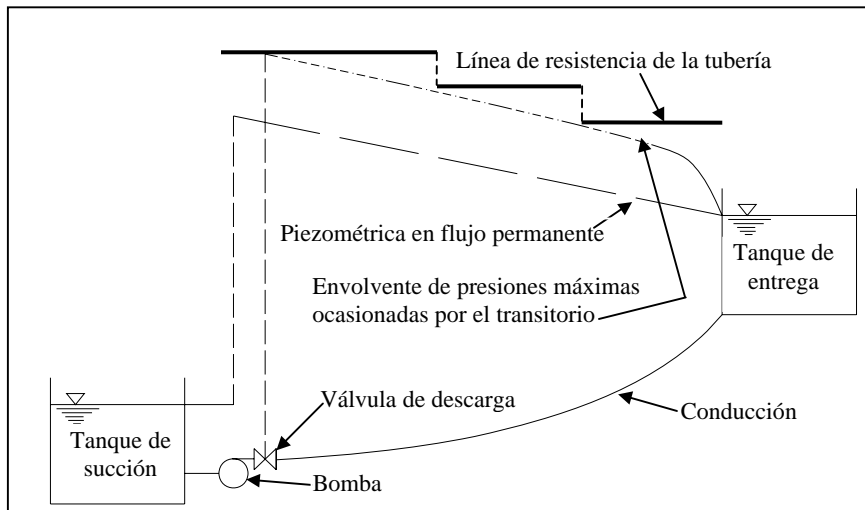 Línea de resistencia de la tubería
Piezométrica en flujo permanente
Tanque de
entrega
Envolvente de presiones máximas
ocasionadas por el transitorio
Válvula de descarga
Conducción
Tanque de
succión
Bomba